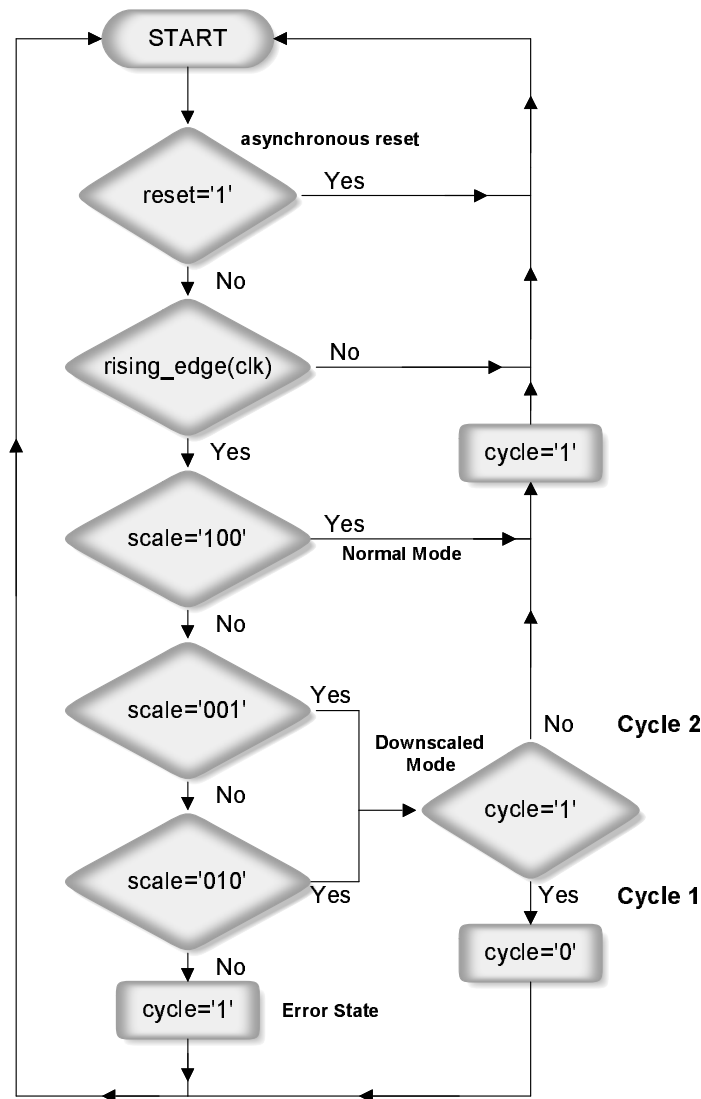 START
asynchronous reset
reset='1'
Yes
No
rising_edge(clk)
No
Yes
cycle='1'
scale='100'
Yes
Normal Mode
No
scale='001'
Yes
No
Downscaled
Mode
No
Cycle 2
cycle='1'
scale='010'
Yes
Yes
Cycle 1
No
cycle='0'
cycle='1'
Error State